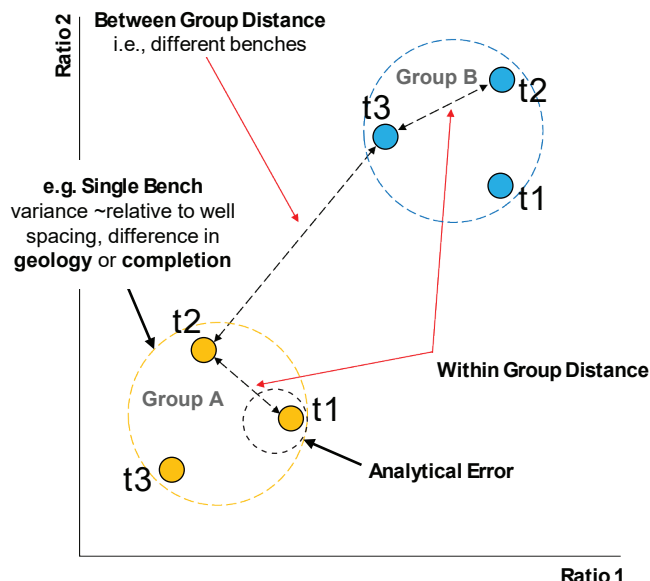 Ratio 2
Between Group Distance
i.e., different benches
Group B
t2
t3
t1
e.g. Single Bench
variance ~relative to well
spacing, difference in
geology or completion
t2
Group A
t1
t3
Within Group Distance
Analytical Error
Ratio 1